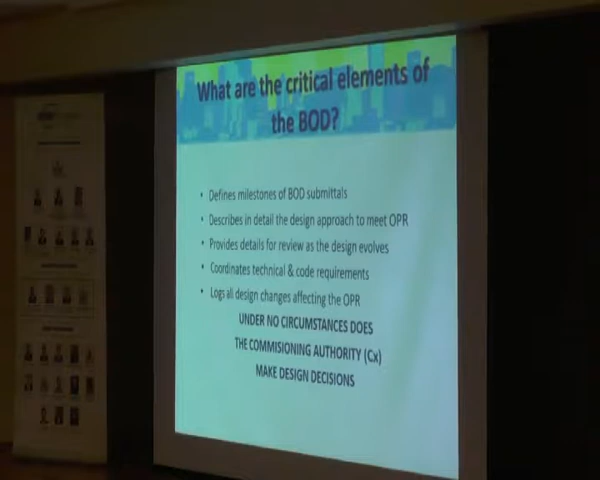 What are the critical elements of
the BOD?
• Defines milestones of BOD submittals
• Describes in detail the design approach to meet OPR
• Provides details for review as the design evolves
• Coordinates technical & code requirements
• Logs all design changes affecting the OPR
UNDER NO CIRCUMSTANCES DOES
THE COMMISIONING AUTHORITY (Cx)
MAKE DESIGN DECISIONS